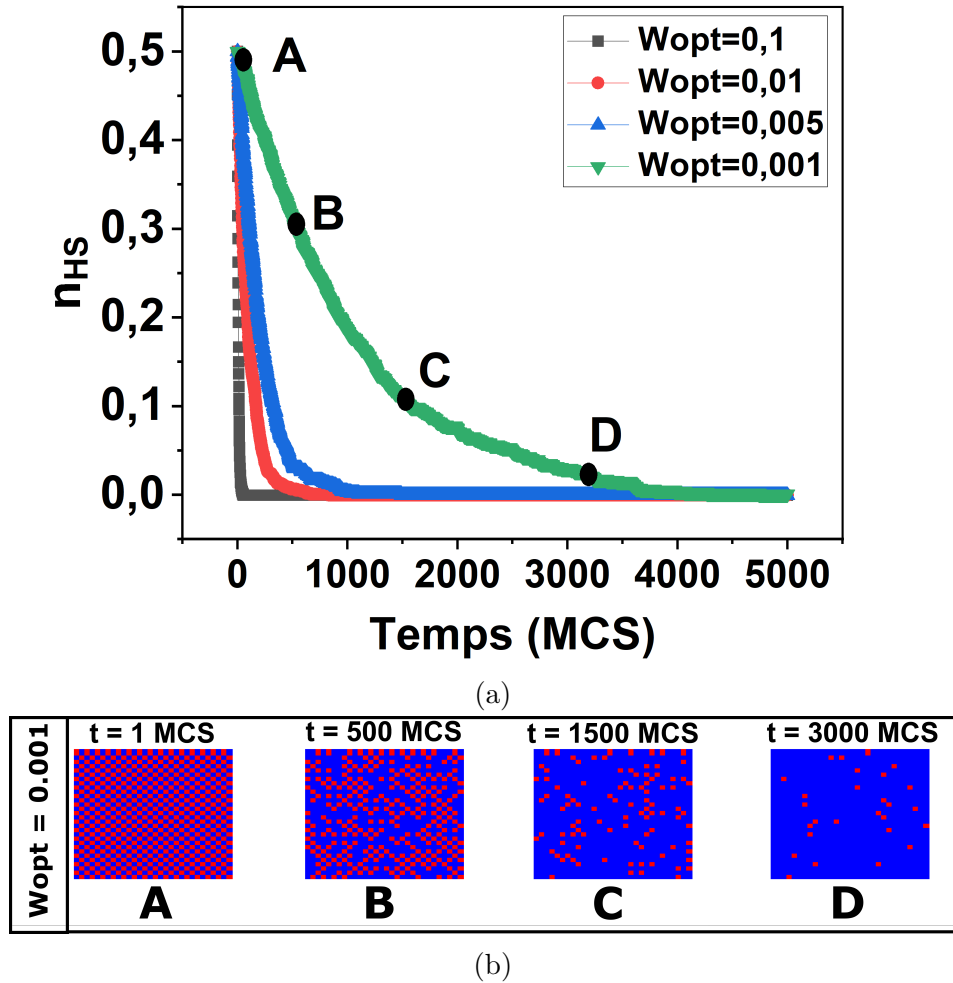 0,5
0,4
0,3
0,2
0,1
0,0
nHS
A
B
C
D
Wopt=0,1
Wopt=0,01
Wopt=0,005
Wopt=0,001
0 1000 2000 3000 4000 5000
Temps (MCS)
(a)
Wopt = 0.001
t = 1 MCS t = 500 MCS t = 1500 MCS t = 3000 MCS
A B C D
(b)